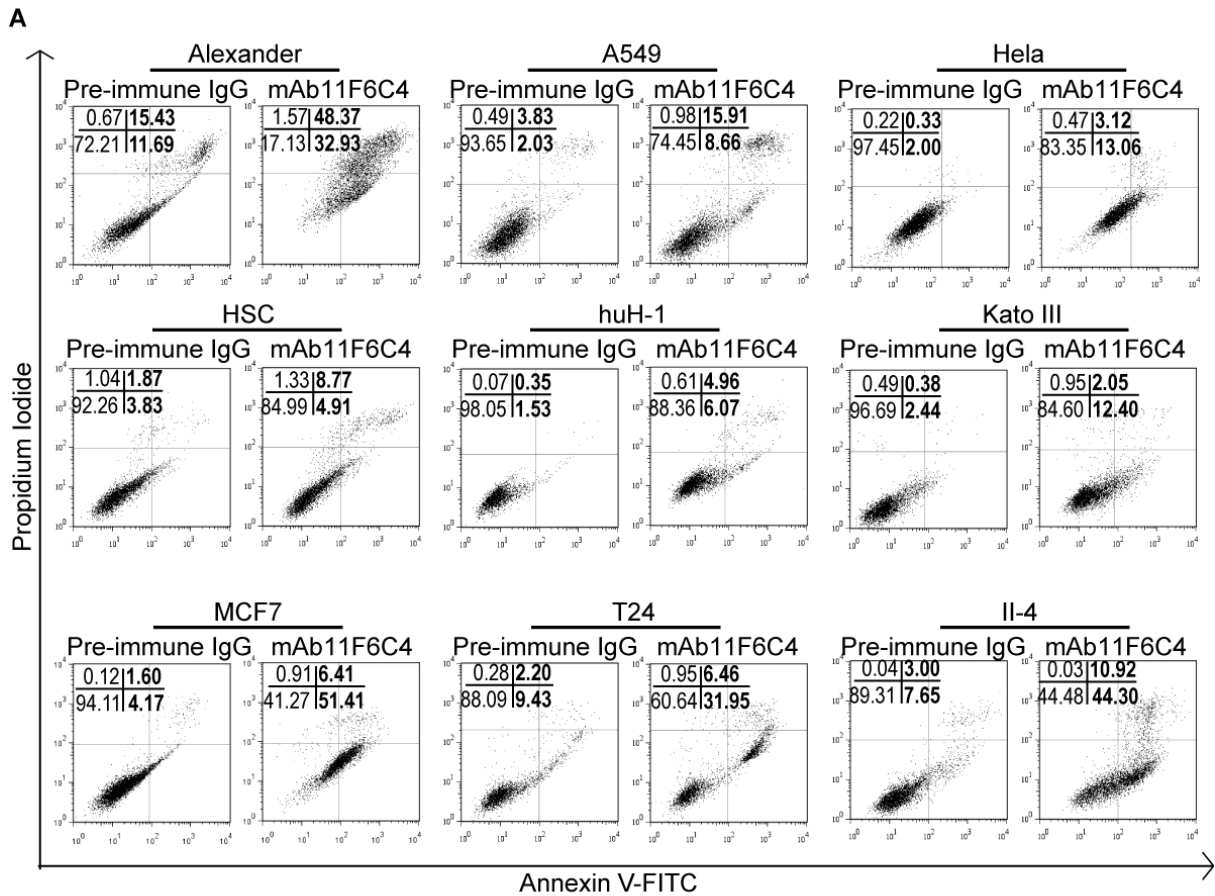 A
Alexander
A549
Hela
Pre-immune IgG mAb11F6C4
Pre-immune IgG mAb11F6C4
Pre-immune IgG mAb11F6C4
0.67 15.43
72.21 11.69
1.57 48.37
17.13 32.93
0.49 3.83
93.65 2.03
0.98 15.91
74.45 8.66
0.22 0.33
97.45 2.00
0.47 3.12
83.35 13.06
HSC
huH-1
Kato III
Pre-immune IgG mAb11F6C4
Pre-immune IgG mAb11F6C4
Pre-immune IgG mAb11F6C4
1.04 1.87
92.26 3.83
1.33 8.77
84.99 4.91
0.07 0.35
98.05 1.53
0.61 4.96
88.36 6.07
0.49 0.38
96.69 2.44
0.95 2.05
84.60 12.40
MCF7
T24
II-4
Pre-immune IgG mAb11F6C4
Pre-immune IgG mAb11F6C4
Pre-immune IgG mAb11F6C4
0.12 1.60
94.11 4.17
0.91 6.41
41.27 51.41
0.28 2.20
88.09 9.43
0.95 6.46
60.64 31.95
0.04 3.00
89.31 7.65
0.03 10.92
44.48 44.30
Propidium Iodide
Annexin V-FITC